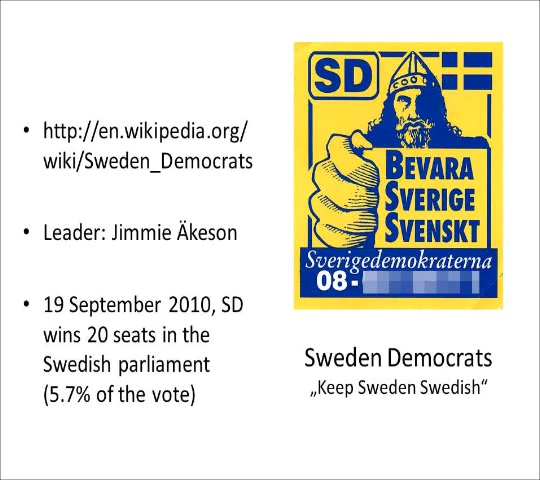 • http://en.wikipedia.org/
wiki/Sweden_Democrats
• Leader: Jimmie Äkeson
• 19 September 2010, SD
wins 20 seats in the
Swedish parliament
(5.7% of the vote)
SD
BEVARA
SVERIGE
SVENSKT
Sverigedemokraterna
08-
Sweden Democrats
„Keep Sweden Swedish“